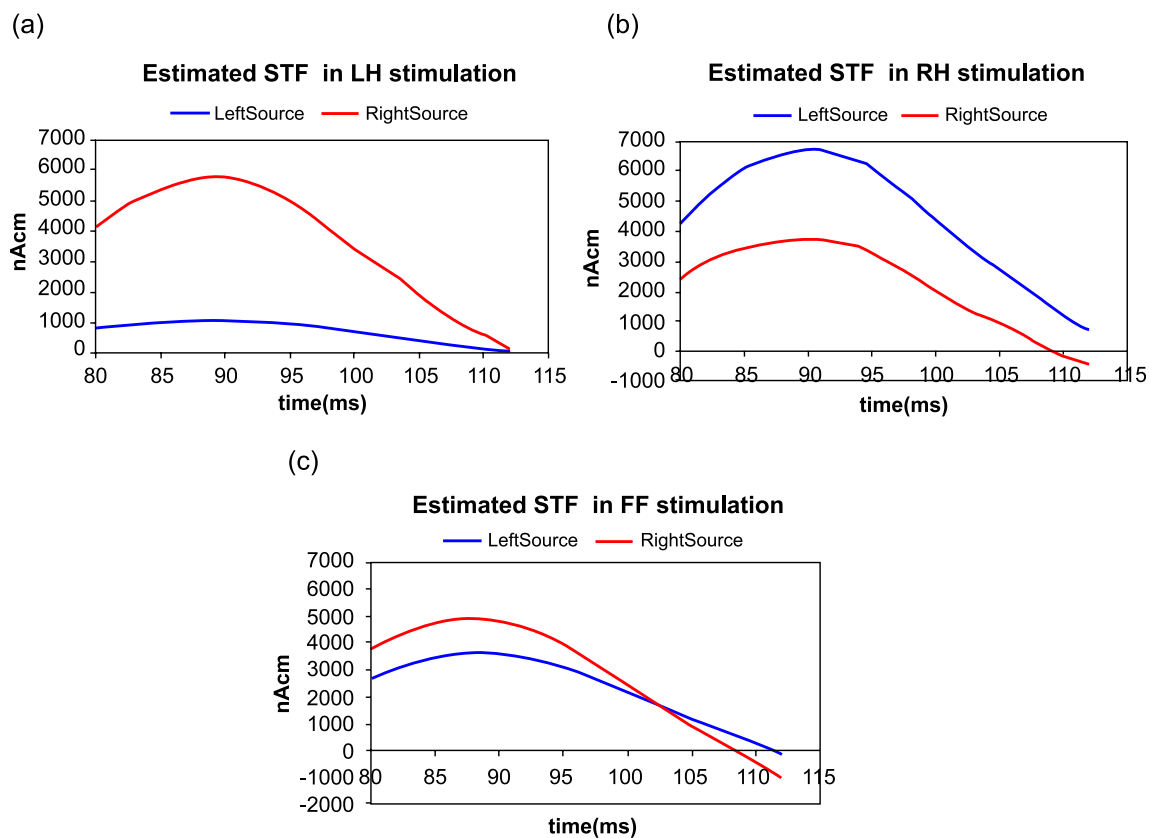 (a)
Estimated STF in LH stimulation
LeftSource RightSource
7000
6000
5000
4000
3000
2000
1000
0
nAcm
80 85 90 95 100 105 110 115
time(ms)
(b)
Estimated STF in RH stimulation
LeftSource RightSource
7000
6000
5000
4000
3000
2000
1000
0
-1000
nAcm
80 85 90 95 100 105 110 115
time(ms)
(c)
Estimated STF in FF stimulation
LeftSource RightSource
7000
6000
5000
4000
3000
2000
1000
0
-1000
-2000
nAcm
80 85 90 95 100 105 110 115
time(ms)